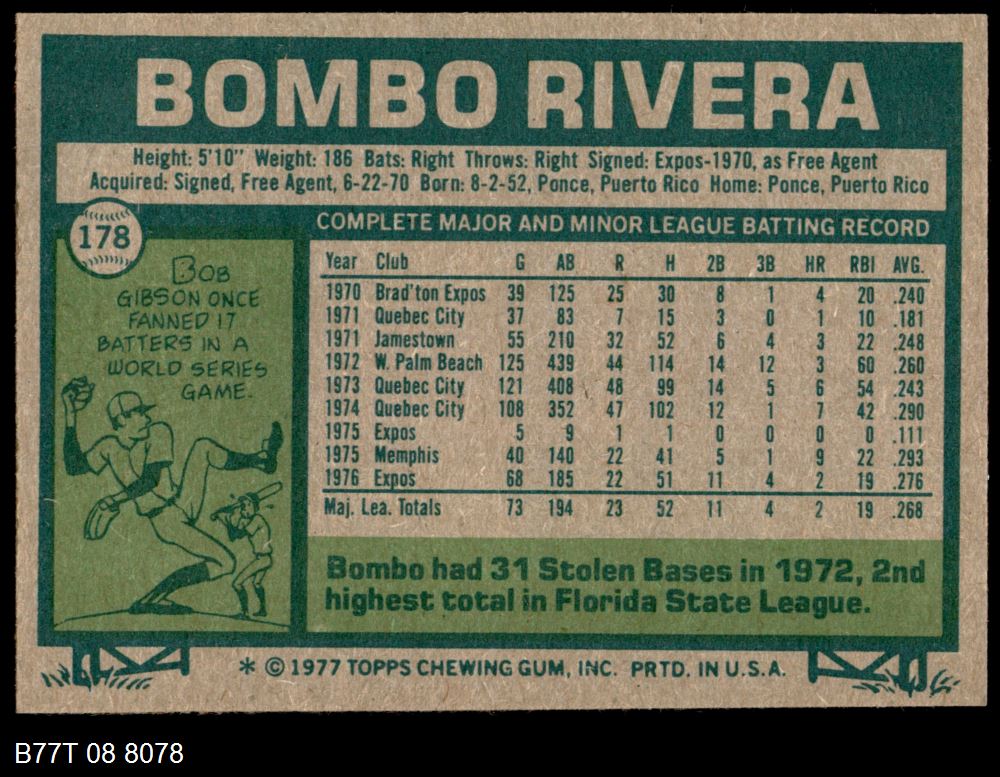 BOMBO RIVERA
Height: 5'10" Weight: 186 Bats: Right Throws: Right Signed: Expos-1970, as Free Agent
Acquired: Signed, Free Agent, 6-22-70 Born: 8-2-52, Ponce, Puerto Rico Home: Ponce, Puerto Rico
178
BOB
GIBSON ONCE
FANNED 17
BATTERS IN A
WORLD SERIES
GAME.
COMPLETE MAJOR AND MINOR LEAGUE BATTING RECORD
Year Club G AB R H 2B 3B HR RBI AVG.
1970 Brad'ton Expos 39 125 25 30 8 1 4 20 .240
1971 Quebec City 37 83 7 15 3 0 1 10 .181
1971 Jamestown 55 210 32 52 6 4 3 22 .248
1972 W. Palm Beach 125 439 44 114 14 12 3 60 .260
1973 Quebec City 121 408 48 99 14 5 6 54 .243
1974 Quebec City 108 352 47 102 12 1 7 42 .290
1975 Expos 5 9 1 1 0 0 0 0 .111
1975 Memphis 40 140 22 41 5 1 9 22 .293
1976 Expos 68 185 22 51 11 4 2 19 .276
Maj. Lea. Totals 73 194 23 52 11 4 2 19 .268
Bombo had 31 Stolen Bases in 1972, 2nd
highest total in Florida State League.
* © 1977 TOPPS CHEWING GUM, INC. PRTD. IN U.S.A.
B77T 08 8078